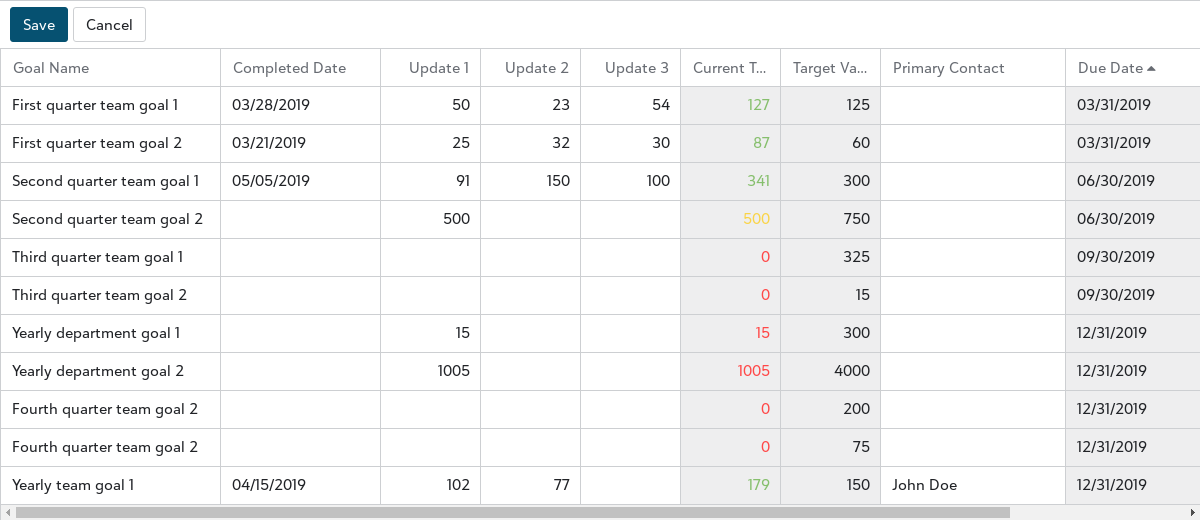 Save Cancel
Goal Name Completed Date Update 1 Update 2 Update 3 Current T... Target Va... Primary Contact Due Date
First quarter team goal 1 03/28/2019 50 23 54 127 125 03/31/2019
First quarter team goal 2 03/21/2019 25 32 30 87 60 03/31/2019
Second quarter team goal 1 05/05/2019 91 150 100 341 300 06/30/2019
Second quarter team goal 2 500 500 750 06/30/2019
Third quarter team goal 1 0 325 09/30/2019
Third quarter team goal 2 0 15 09/30/2019
Yearly department goal 1 15 15 300 12/31/2019
Yearly department goal 2 1005 1005 4000 12/31/2019
Fourth quarter team goal 2 0 200 12/31/2019
Fourth quarter team goal 2 0 75 12/31/2019
Yearly team goal 1 04/15/2019 102 77 179 150 John Doe 12/31/2019